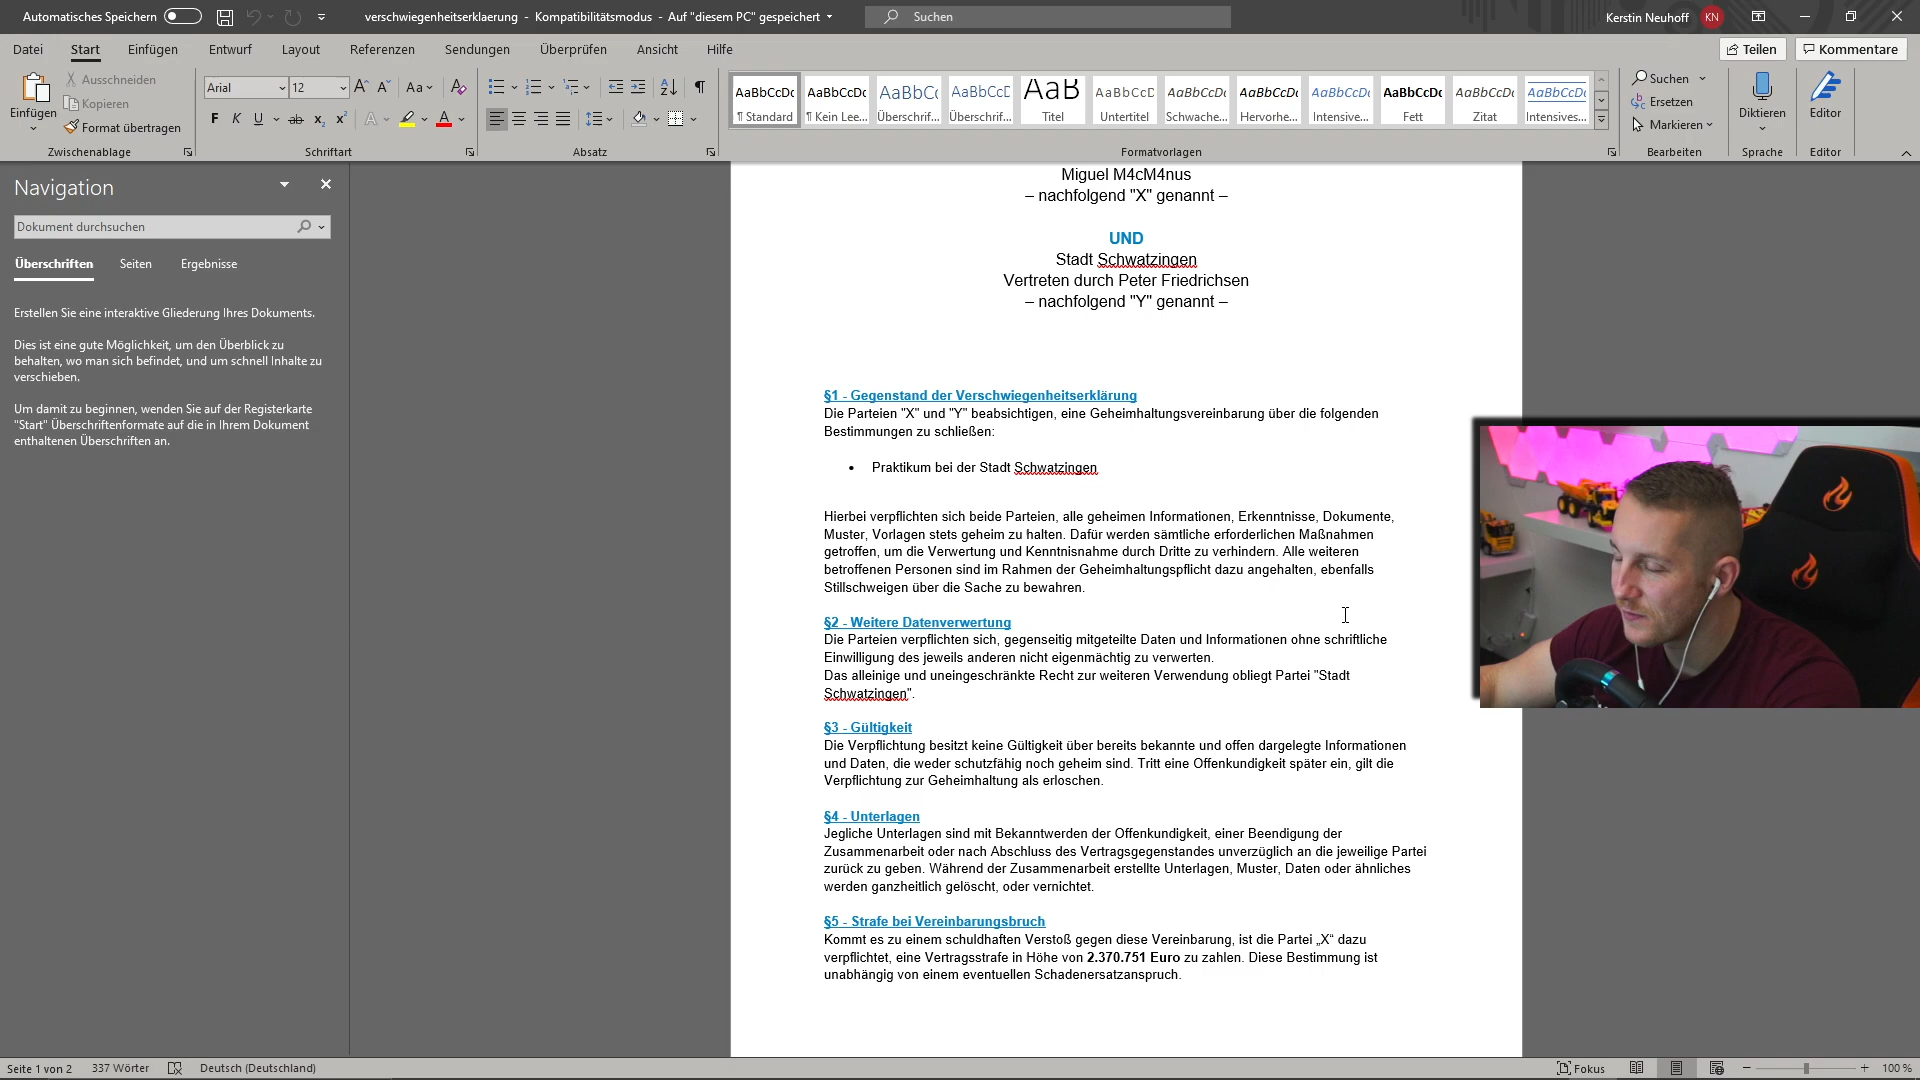 Automatisches Speichern
verschwiegenheitserklaerung - Kompatibilitätsmodus - Auf "diesem PC" gespeichert
Suchen
Kerstin Neuhoff KN
Datei Start Einfügen Entwurf Layout Referenzen Sendungen Überprüfen Ansicht Hilfe
Teilen Kommentare
Einfügen
Ausschneiden
Kopieren
Format übertragen
Zwischenablage
Arial 12
Aa
F K U ab x₂ x²
A A
Schriftart
Absatz
AaBbCcDc AaBbCcDc AaBbC( AaBbCcD AaB AaBbCcD AaBbCcDt AaBbCcDt AaBbCcDt AaBbCcDc AaBbCcDt AaBbCcDt
¶ Standard ¶ Kein Lee... Überschrif... Überschrif... Titel Untertitel Schwache... Hervorhe... Intensive... Fett Zitat Intensives...
Formatvorlagen
Suchen
Ersetzen
Markieren
Bearbeiten
Diktieren
Sprache
Editor
Editor
Navigation
Dokument durchsuchen
Überschriften Seiten Ergebnisse
Erstellen Sie eine interaktive Gliederung Ihres Dokuments.
Dies ist eine gute Möglichkeit, um den Überblick zu
behalten, wo man sich befindet, und um schnell Inhalte zu
verschieben.
Um damit zu beginnen, wenden Sie auf der Registerkarte
"Start" Überschriftenformate auf die in Ihrem Dokument
enthaltenen Überschriften an.
Miguel M4cM4nus
– nachfolgend "X" genannt –
UND
Stadt Schwatzingen
Vertreten durch Peter Friedrichsen
– nachfolgend "Y" genannt –
§1 - Gegenstand der Verschwiegenheitserklärung
Die Parteien "X" und "Y" beabsichtigen, eine Geheimhaltungsvereinbarung über die folgenden
Bestimmungen zu schließen:
• Praktikum bei der Stadt Schwatzingen
Hierbei verpflichten sich beide Parteien, alle geheimen Informationen, Erkenntnisse, Dokumente,
Muster, Vorlagen stets geheim zu halten. Dafür werden sämtliche erforderlichen Maßnahmen
getroffen, um die Verwertung und Kenntnisnahme durch Dritte zu verhindern. Alle weiteren
betroffenen Personen sind im Rahmen der Geheimhaltungspflicht dazu angehalten, ebenfalls
Stillschweigen über die Sache zu bewahren.
§2 - Weitere Datenverwertung
Die Parteien verpflichten sich, gegenseitig mitgeteilte Daten und Informationen ohne schriftliche
Einwilligung des jeweils anderen nicht eigenmächtig zu verwerten.
Das alleinige und uneingeschränkte Recht zur weiteren Verwendung obliegt Partei "Stadt
Schwatzingen".
§3 - Gültigkeit
Die Verpflichtung besitzt keine Gültigkeit über bereits bekannte und offen dargelegte Informationen
und Daten, die weder schutzfähig noch geheim sind. Tritt eine Offenkundigkeit später ein, gilt die
Verpflichtung zur Geheimhaltung als erloschen.
§4 - Unterlagen
Jegliche Unterlagen sind mit Bekanntwerden der Offenkundigkeit, einer Beendigung der
Zusammenarbeit oder nach Abschluss des Vertragsgegenstandes unverzüglich an die jeweilige Partei
zurück zu geben. Während der Zusammenarbeit erstellte Unterlagen, Muster, Daten oder ähnliches
werden ganzheitlich gelöscht, oder vernichtet.
§5 - Strafe bei Vereinbarungsbruch
Kommt es zu einem schuldhaften Verstoß gegen diese Vereinbarung, ist die Partei „X“ dazu
verpflichtet, eine Vertragsstrafe in Höhe von 2.370.751 Euro zu zahlen. Diese Bestimmung ist
unabhängig von einem eventuellen Schadenersatzanspruch.
Seite 1 von 2 337 Wörter Deutsch (Deutschland)
Fokus 100 %